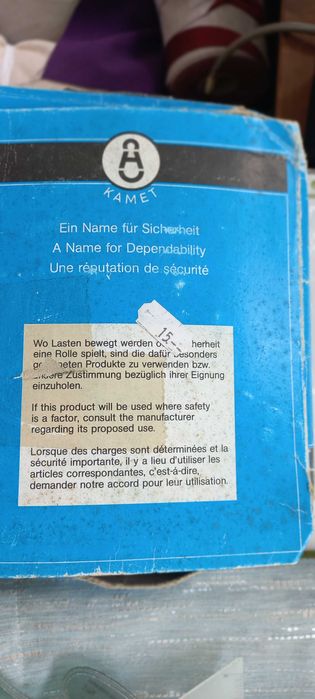 KAMET
Ein Name für Sicherheit
A Name for Dependability
Une réputation de sécurité
15.--
Wo Lasten bewegt werden herheit
eine Rolle spielt, sind die dafür besonders
Produkte zu verwenden bzw.
Zustimmung bezüglich ihrer Eignung
einzuholen.
If this product will be used where safety
is a factor, consult the manufacturer
regarding its proposed use.
Lorsque des charges sont déterminées et la
sécurité importante, il y a lieu d'utiliser les
articles correspondantes, c'est-á-dire,
demander notre accord pour leur utilisation.